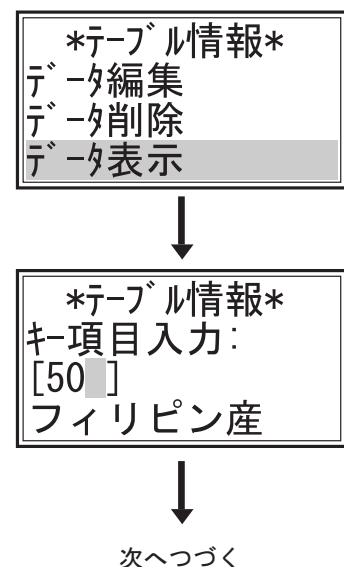 *ﾃｰﾌﾞﾙ情報*
ﾃﾞｰﾀ編集
ﾃﾞｰﾀ削除
ﾃﾞｰﾀ表示
*ﾃｰﾌﾞﾙ情報*
ｷｰ項目入力:
[50 ]
フィリピン産
次へつづく